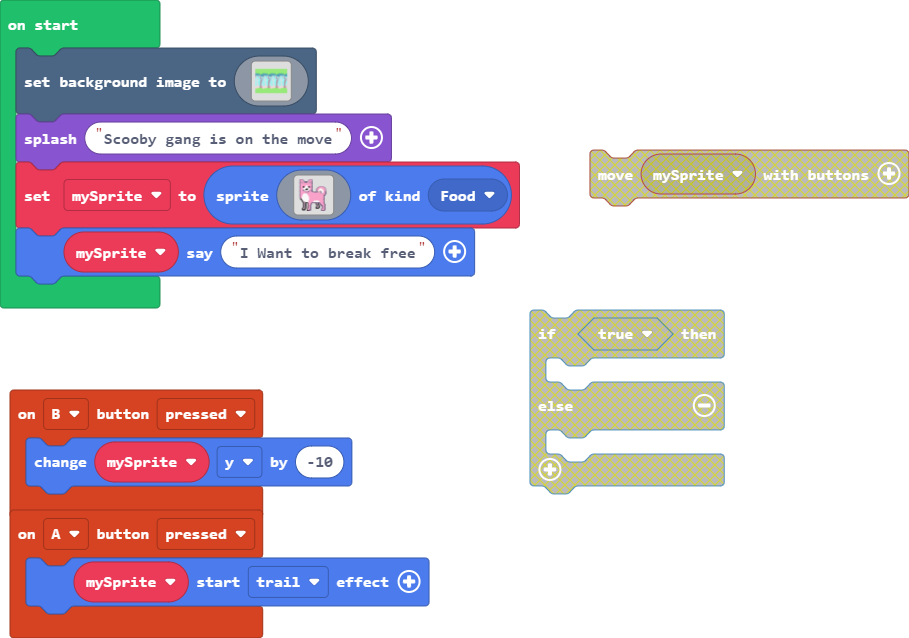 on start
set background image to
splash "Scooby gang is on the move"
set mySprite to sprite of kind Food
mySprite say "I Want to break free"
move mySprite with buttons
if true then
else
on B button pressed
change mySprite y by -10
on A button pressed
mySprite start trail effect